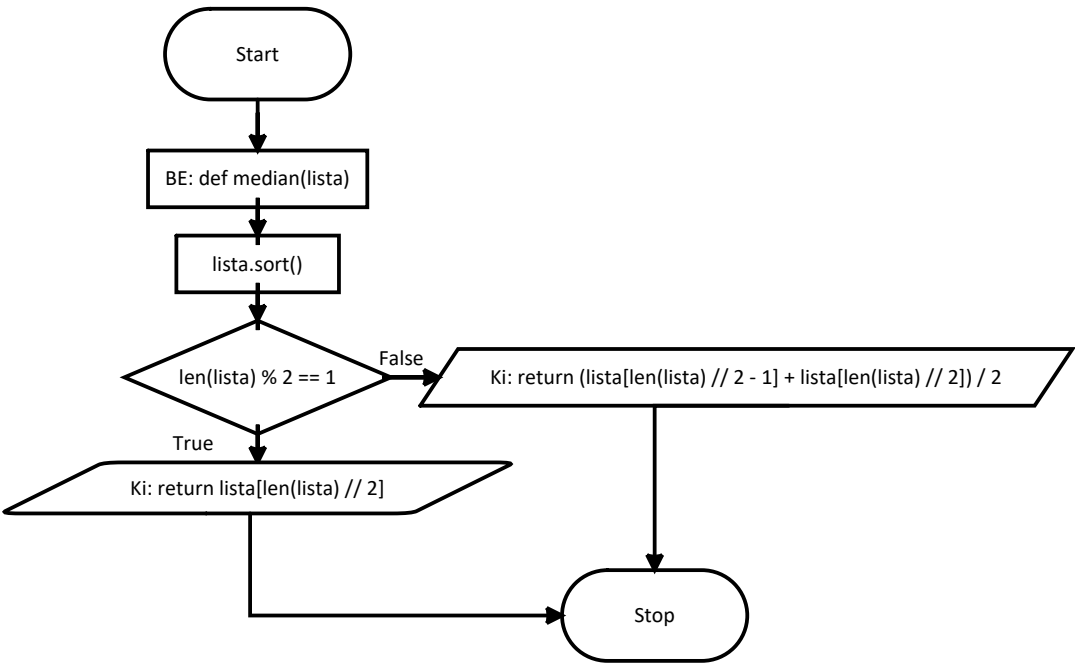 Start
BE: def median(lista)
lista.sort()
len(lista) % 2 == 1
False
Ki: return (lista[len(lista) // 2 - 1] + lista[len(lista) // 2]) / 2
True
Ki: return lista[len(lista) // 2]
Stop